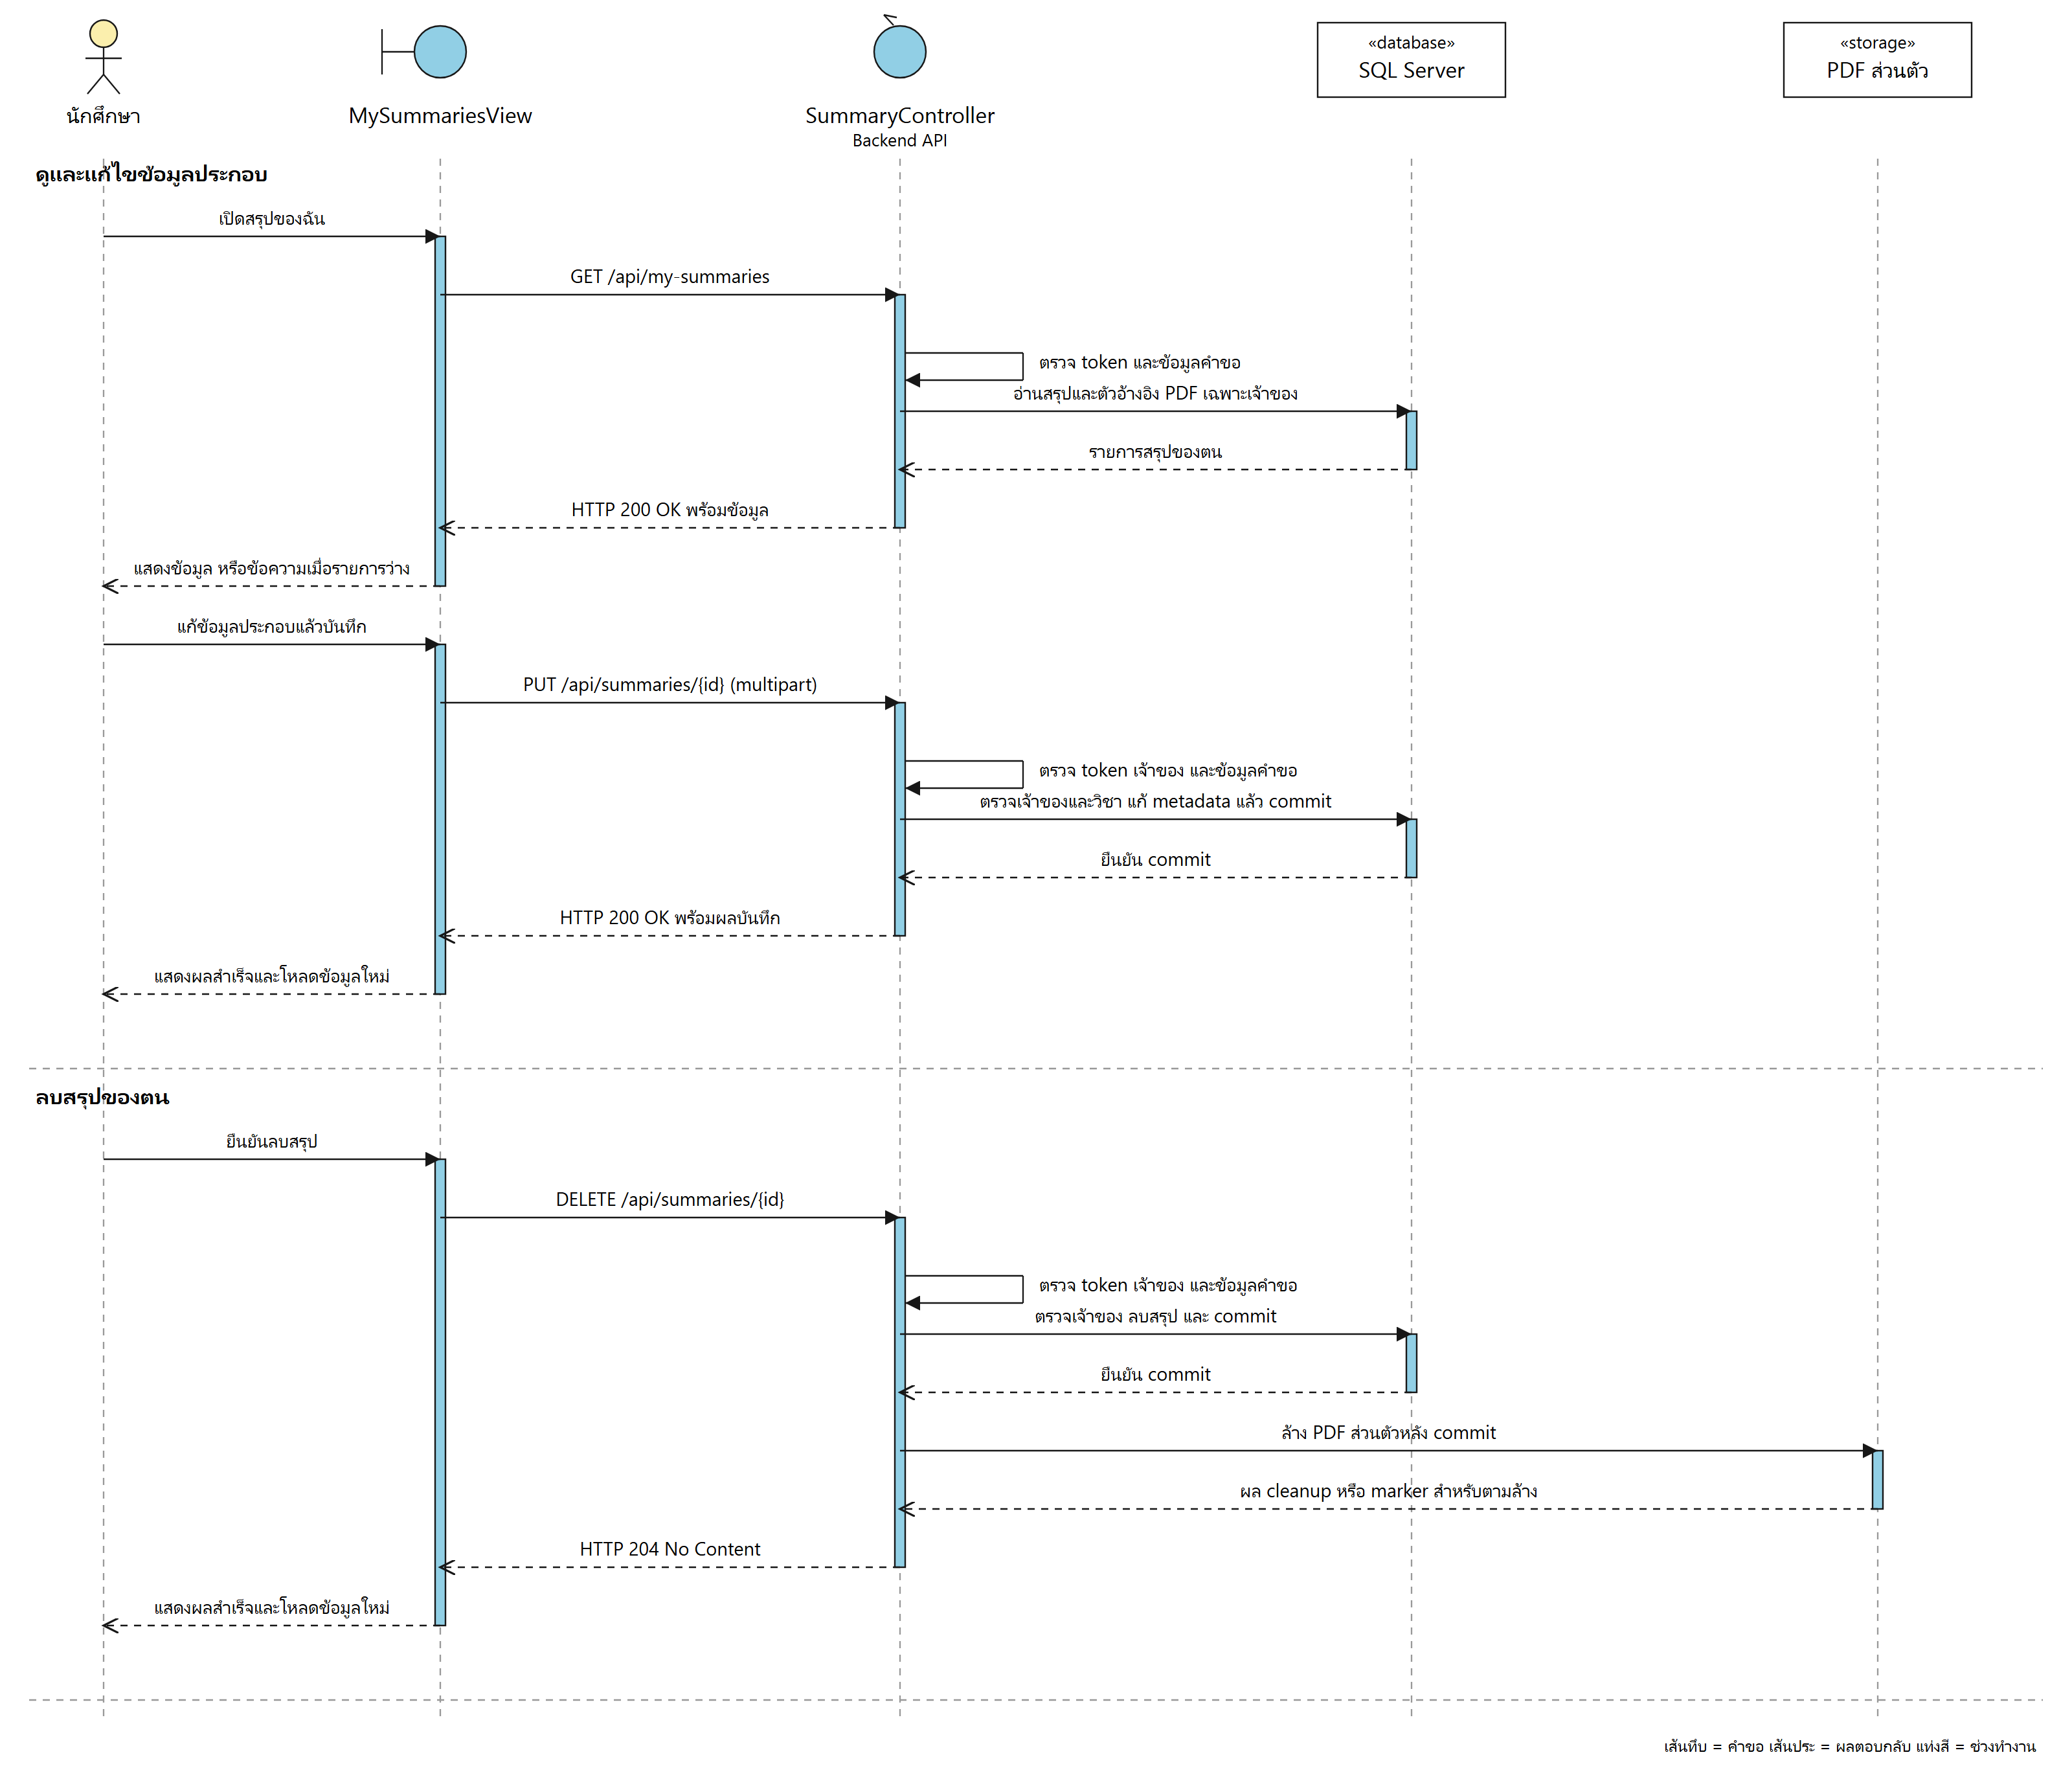 นักศึกษา
MySummariesView
SummaryController
Backend API
«database»
SQL Server
«storage»
PDF ส่วนตัว
ดูและแก้ไขข้อมูลประกอบ
เปิดสรุปของฉัน
GET /api/my-summaries
ตรวจ token และข้อมูลคำขอ
อ่านสรุปและตัวอ้างอิง PDF เฉพาะเจ้าของ
รายการสรุปของตน
HTTP 200 OK พร้อมข้อมูล
แสดงข้อมูล หรือข้อความเมื่อรายการว่าง
แก้ข้อมูลประกอบแล้วบันทึก
PUT /api/summaries/{id} (multipart)
ตรวจ token เจ้าของ และข้อมูลคำขอ
ตรวจเจ้าของและวิชา แก้ metadata แล้ว commit
ยืนยัน commit
HTTP 200 OK พร้อมผลบันทึก
แสดงผลสำเร็จและโหลดข้อมูลใหม่
ลบสรุปของตน
ยืนยันลบสรุป
DELETE /api/summaries/{id}
ตรวจ token เจ้าของ และข้อมูลคำขอ
ตรวจเจ้าของ ลบสรุป และ commit
ยืนยัน commit
ล้าง PDF ส่วนตัวหลัง commit
ผล cleanup หรือ marker สำหรับตามล้าง
HTTP 204 No Content
แสดงผลสำเร็จและโหลดข้อมูลใหม่
เส้นทึบ = คำขอ เส้นประ = ผลตอบกลับ แท่งสี = ช่วงทำงาน